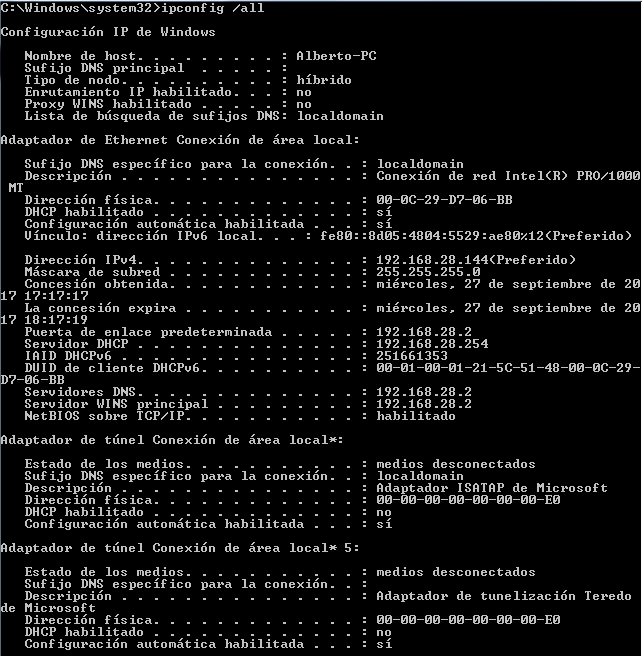 C:\Windows\system32>ipconfig /all
Configuración IP de Windows
Nombre de host. . . . . . . . . : Alberto-PC
Sufijo DNS principal  . . . . . :
Tipo de nodo. . . . . . . . . . : híbrido
Enrutamiento IP habilitado. . . : no
Proxy WINS habilitado . . . . . : no
Lista de búsqueda de sufijos DNS: localdomain
Adaptador de Ethernet Conexión de área local:
Sufijo DNS específico para la conexión. . : localdomain
Descripción . . . . . . . . . . . . . . . : Conexión de red Intel(R) PRO/1000
MT
Dirección física. . . . . . . . . . . . . : 00-0C-29-D7-06-BB
DHCP habilitado . . . . . . . . . . . . . : sí
Configuración automática habilitada . . . : sí
Vínculo: dirección IPv6 local. . . : fe80::8d05:4804:5529:ae80%12(Preferido)
Dirección IPv4. . . . . . . . . . . . . . : 192.168.28.144(Preferido)
Máscara de subred . . . . . . . . . . . . : 255.255.255.0
Concesión obtenida. . . . . . . . . . . . : miércoles, 27 de septiembre de 20
17 17:17:17
La concesión expira . . . . . . . . . . . : miércoles, 27 de septiembre de 20
17 18:17:19
Puerta de enlace predeterminada . . . . . : 192.168.28.2
Servidor DHCP . . . . . . . . . . . . . . : 192.168.28.254
IAID DHCPv6 . . . . . . . . . . . . . . . : 251661353
DUID de cliente DHCPv6. . . . . . . . . . : 00-01-00-01-21-5C-51-48-00-0C-29-
D7-06-BB
Servidores DNS. . . . . . . . . . . . . . : 192.168.28.2
Servidor WINS principal . . . . . . . . . : 192.168.28.2
NetBIOS sobre TCP/IP. . . . . . . . . . . : habilitado
Adaptador de túnel Conexión de área local*:
Estado de los medios. . . . . . . . . . . : medios desconectados
Sufijo DNS específico para la conexión. . : localdomain
Descripción . . . . . . . . . . . . . . . : Adaptador ISATAP de Microsoft
Dirección física. . . . . . . . . . . . . : 00-00-00-00-00-00-00-E0
DHCP habilitado . . . . . . . . . . . . . : no
Configuración automática habilitada . . . : sí
Adaptador de túnel Conexión de área local* 5:
Estado de los medios. . . . . . . . . . . : medios desconectados
Sufijo DNS específico para la conexión. . :
Descripción . . . . . . . . . . . . . . . : Adaptador de tunelización Teredo
de Microsoft
Dirección física. . . . . . . . . . . . . : 00-00-00-00-00-00-00-E0
DHCP habilitado . . . . . . . . . . . . . : no
Configuración automática habilitada . . . : sí